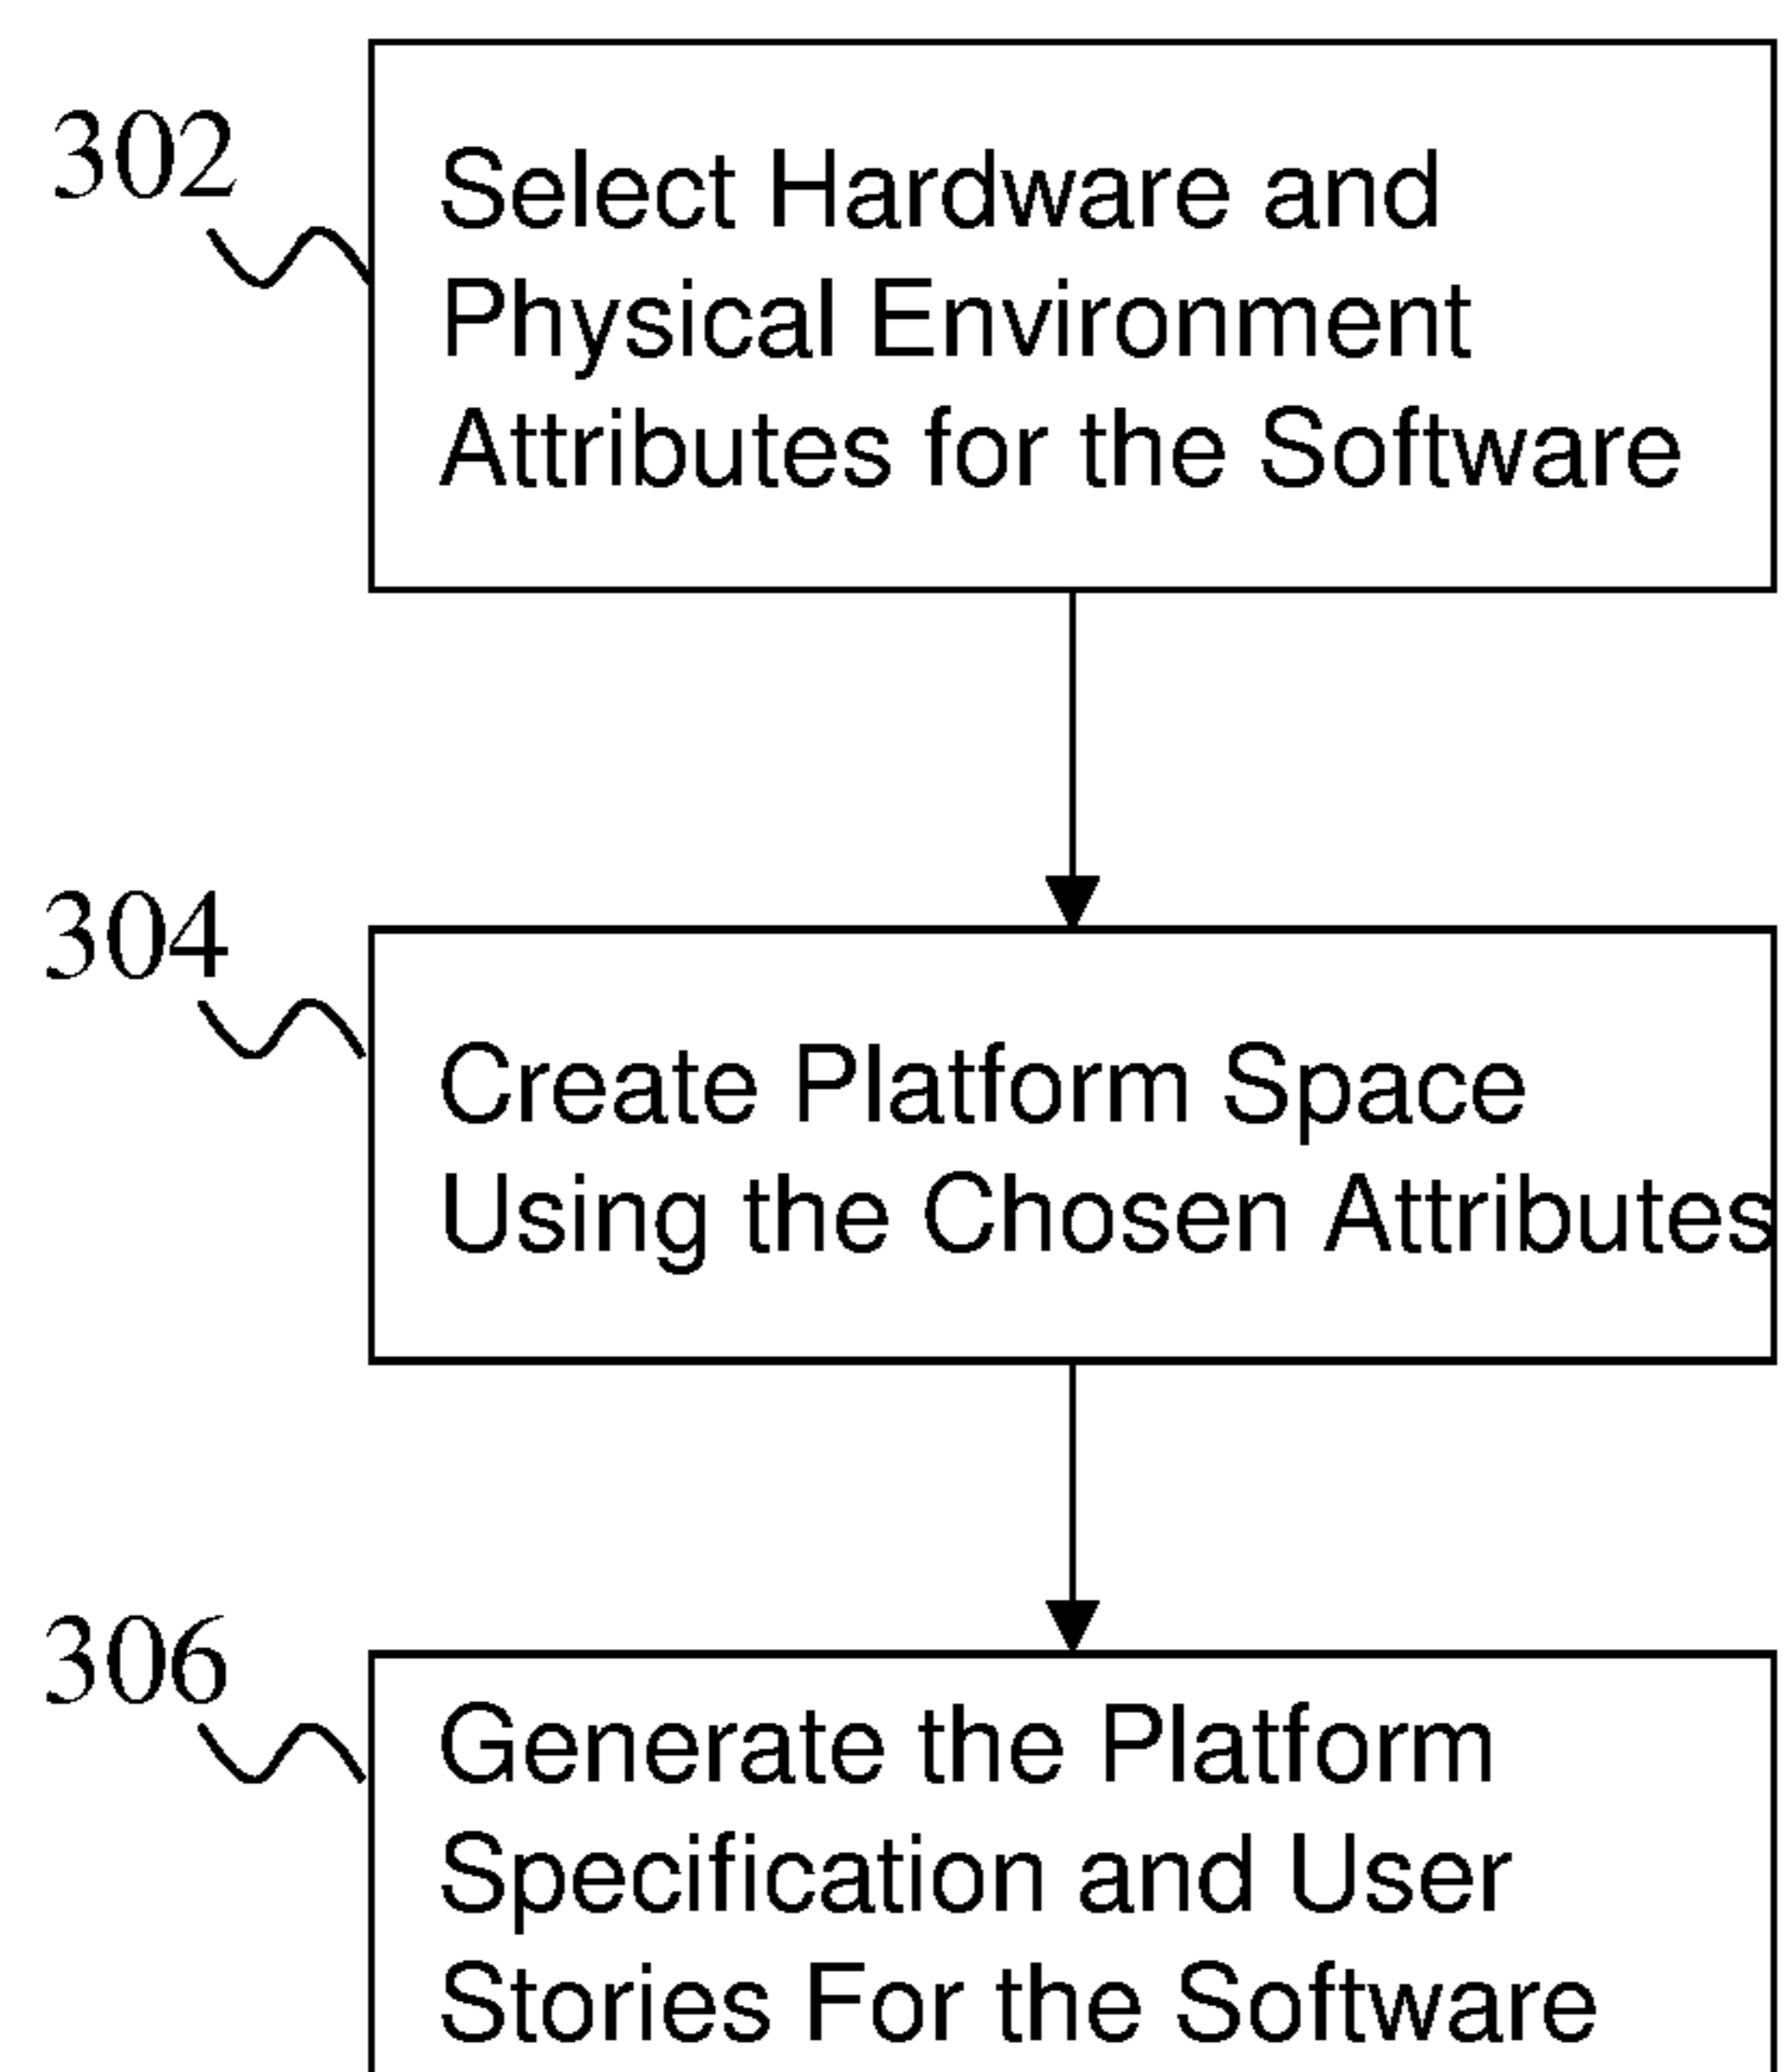 302
Select Hardware and
Physical Environment
Attributes for the Software
304
Create Platform Space
Using the Chosen Attributes
306
Generate the Platform
Specification and User
Stories For the Software